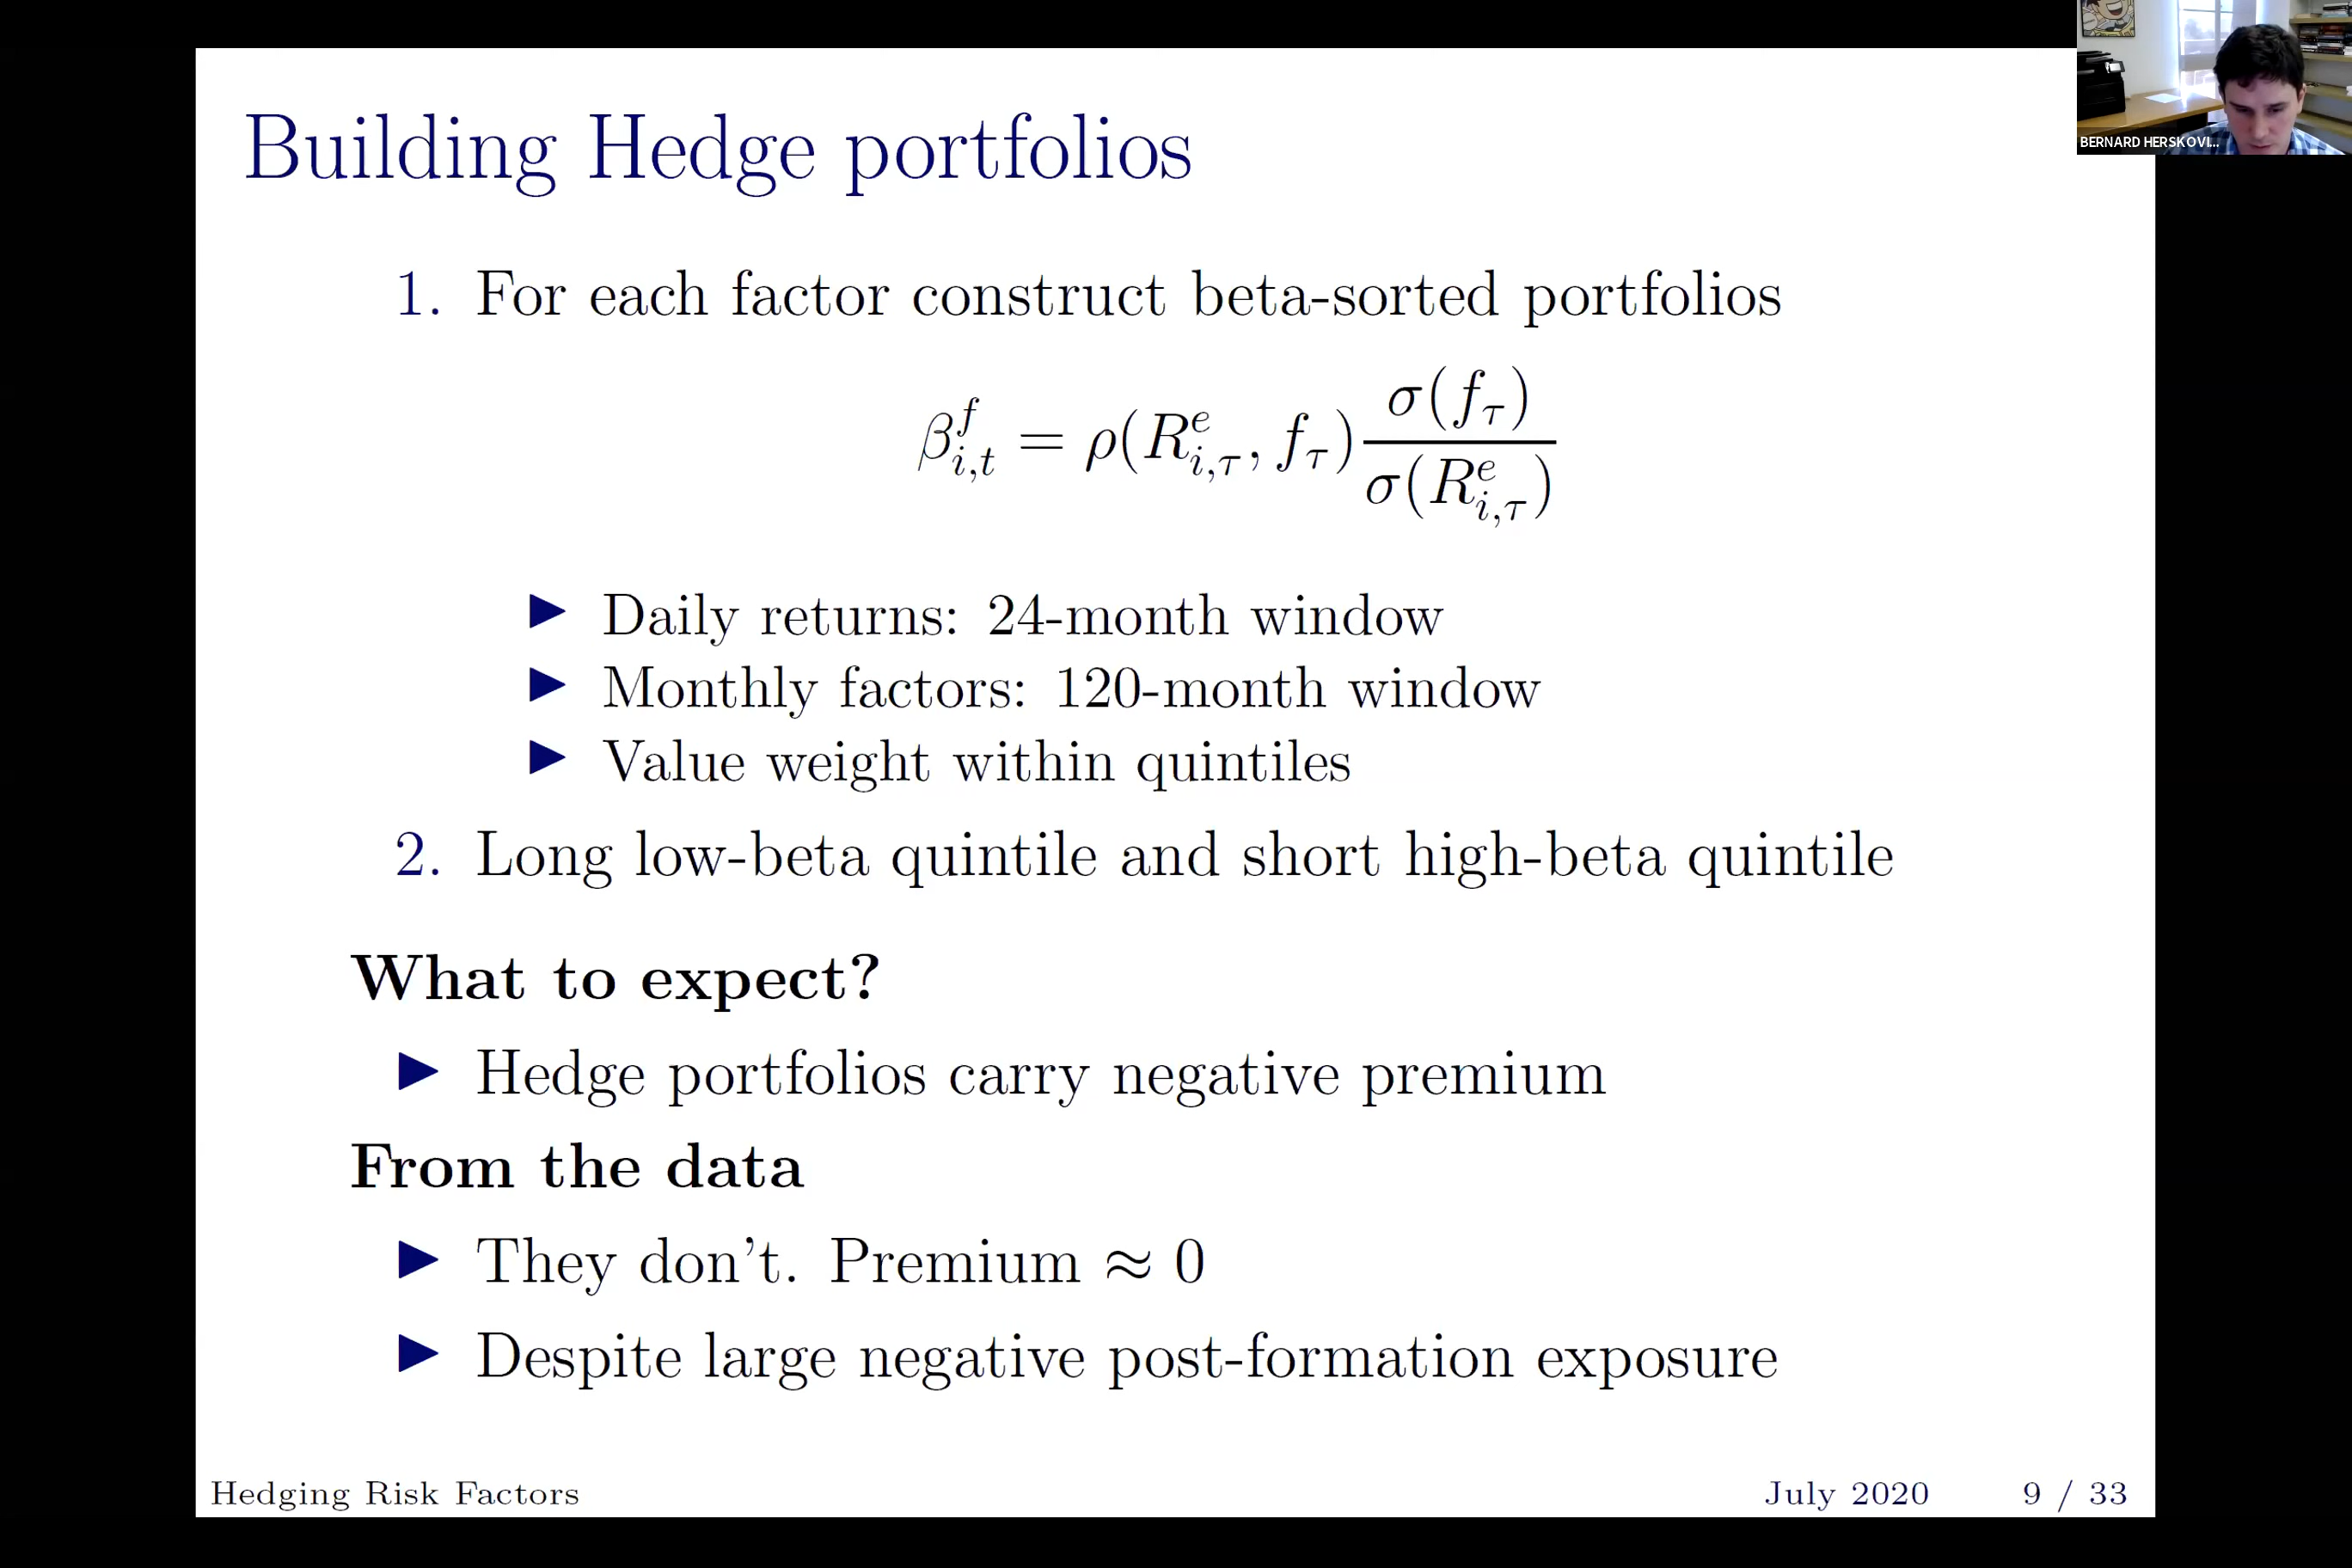 Building Hedge portfolios
BERNARD HERSKOVI...
1. For each factor construct beta-sorted portfolios
β^f_{i,t} = ρ(R^e_{i,τ}, f_τ) σ(f_τ) / σ(R^e_{i,τ})
▶ Daily returns: 24-month window
▶ Monthly factors: 120-month window
▶ Value weight within quintiles
2. Long low-beta quintile and short high-beta quintile
What to expect?
▶ Hedge portfolios carry negative premium
From the data
▶ They don't. Premium ≈ 0
▶ Despite large negative post-formation exposure
Hedging Risk Factors July 2020 9 / 33